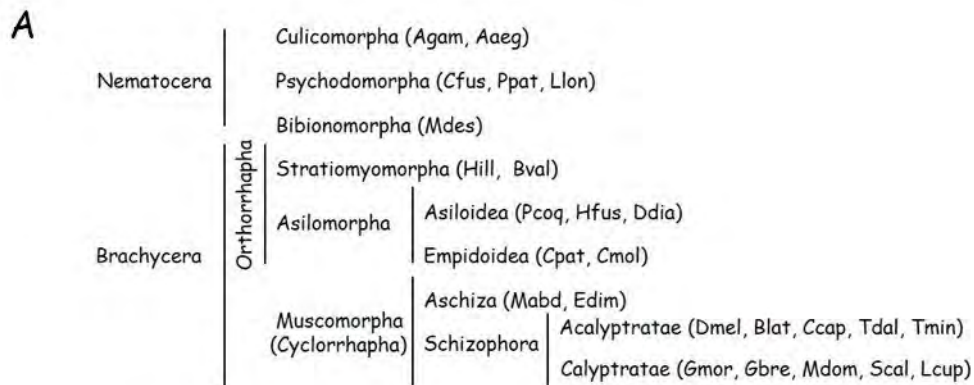 A
Culicomorpha (Agam, Aaeg)
Nematocera
Psychodomorpha (Cfus, Ppat, Llon)
Bibionomorpha (Mdes)
Orthorrhapha
Stratiomyomorpha (Hill, Bval)
Asilomorpha
Asiloidea (Pcoq, Hfus, Ddia)
Brachycera
Empidoidea (Cpat, Cmol)
Muscomorpha
(Cyclorrhapha)
Aschiza (Mabd, Edim)
Schizophora
Acalyptratae (Dmel, Blat, Ccap, Tdal, Tmin)
Calyptratae (Gmor, Gbre, Mdom, Scal, Lcup)